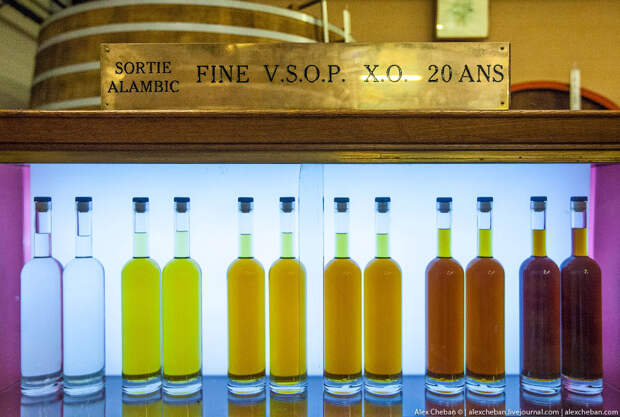 SORTIE FINE V.S.O.P. X.O. 20 ANS
ALAMBIC
Alex Cheban © | alexcheban.livejournal.com | alexcheban.com